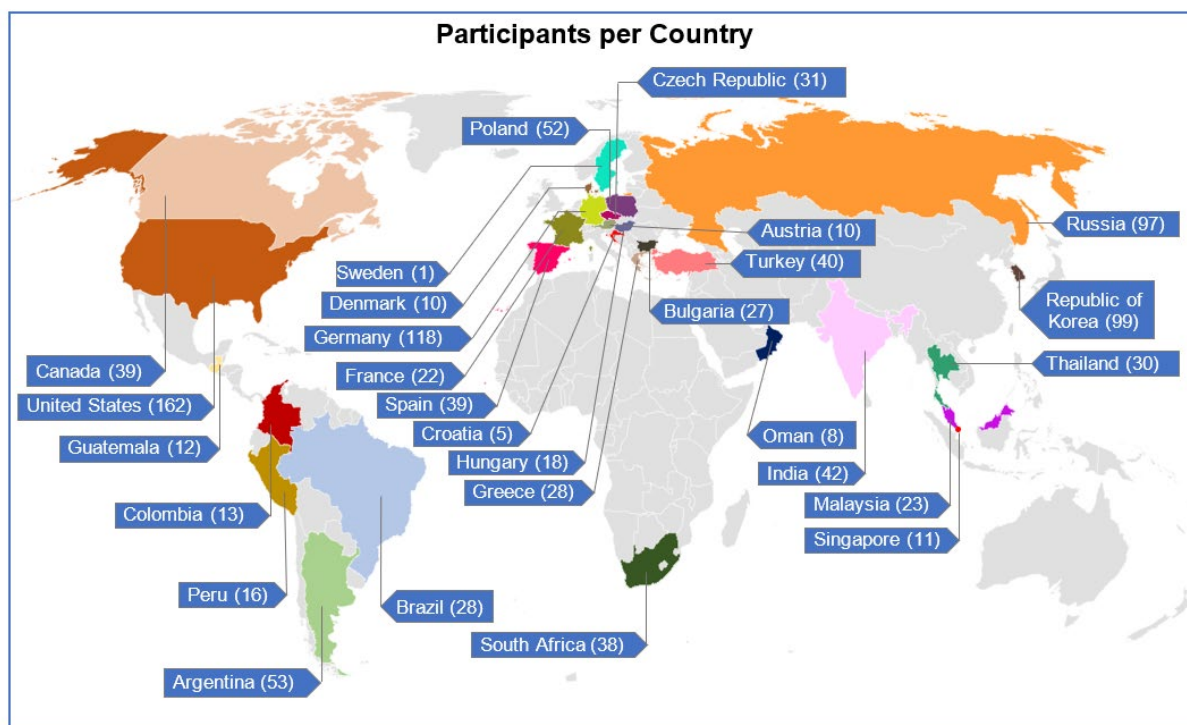 Participants per Country
Czech Republic (31)
Poland (52)
Russia (97)
Austria (10)
Sweden (1)
Turkey (40)
Denmark (10)
Bulgaria (27)
Republic of
Korea (99)
Germany (118)
Canada (39)
France (22)
Thailand (30)
United States (162)
Spain (39)
Croatia (5)
Oman (8)
Guatemala (12)
Hungary (18)
India (42)
Greece (28)
Malaysia (23)
Colombia (13)
Singapore (11)
Peru (16)
Brazil (28)
South Africa (38)
Argentina (53)